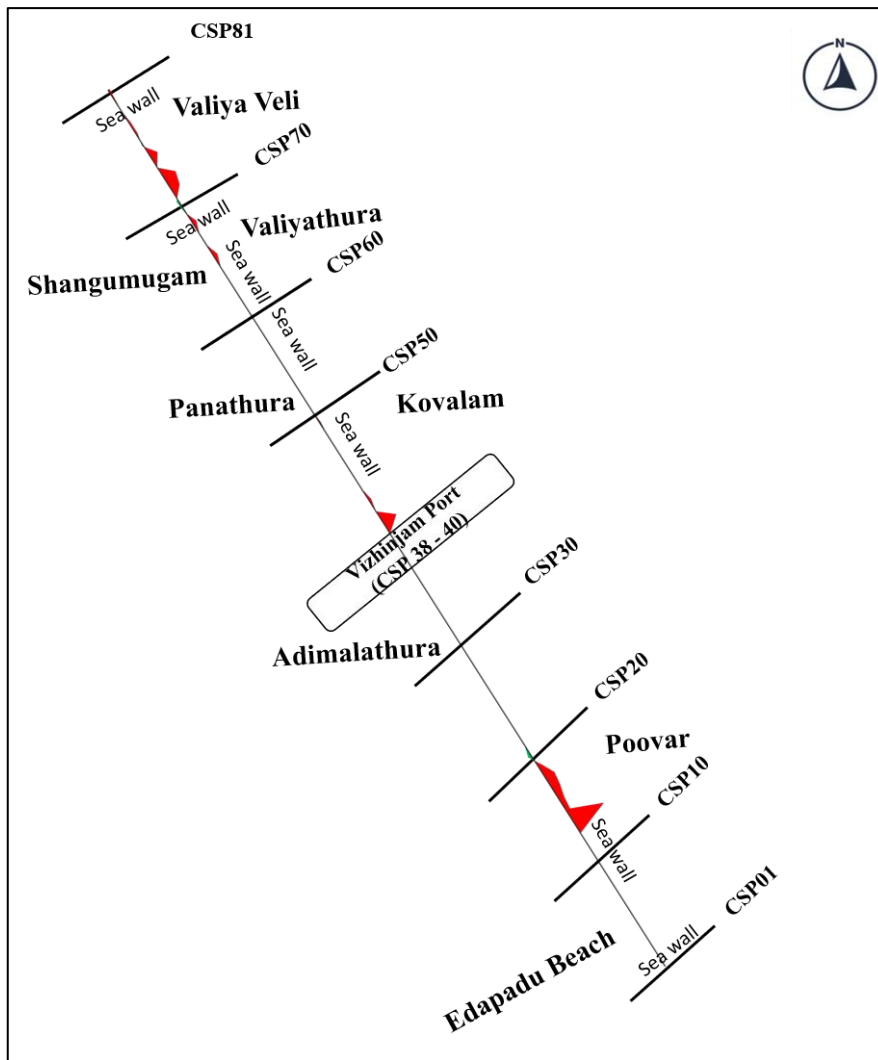 CSP81
N
Sea wall
Valiya Veli
CSP70
Sea wall
Valiyathura
Shangumugam
Sea wall
CSP60
Sea wall
Panathura
CSP50
Kovalam
Sea wall
Vizhinjam Port
(CSP 38 - 40)
CSP30
Adimalathura
CSP20
Poovar
CSP10
Sea wall
CSP01
Sea wall
Edapadu Beach